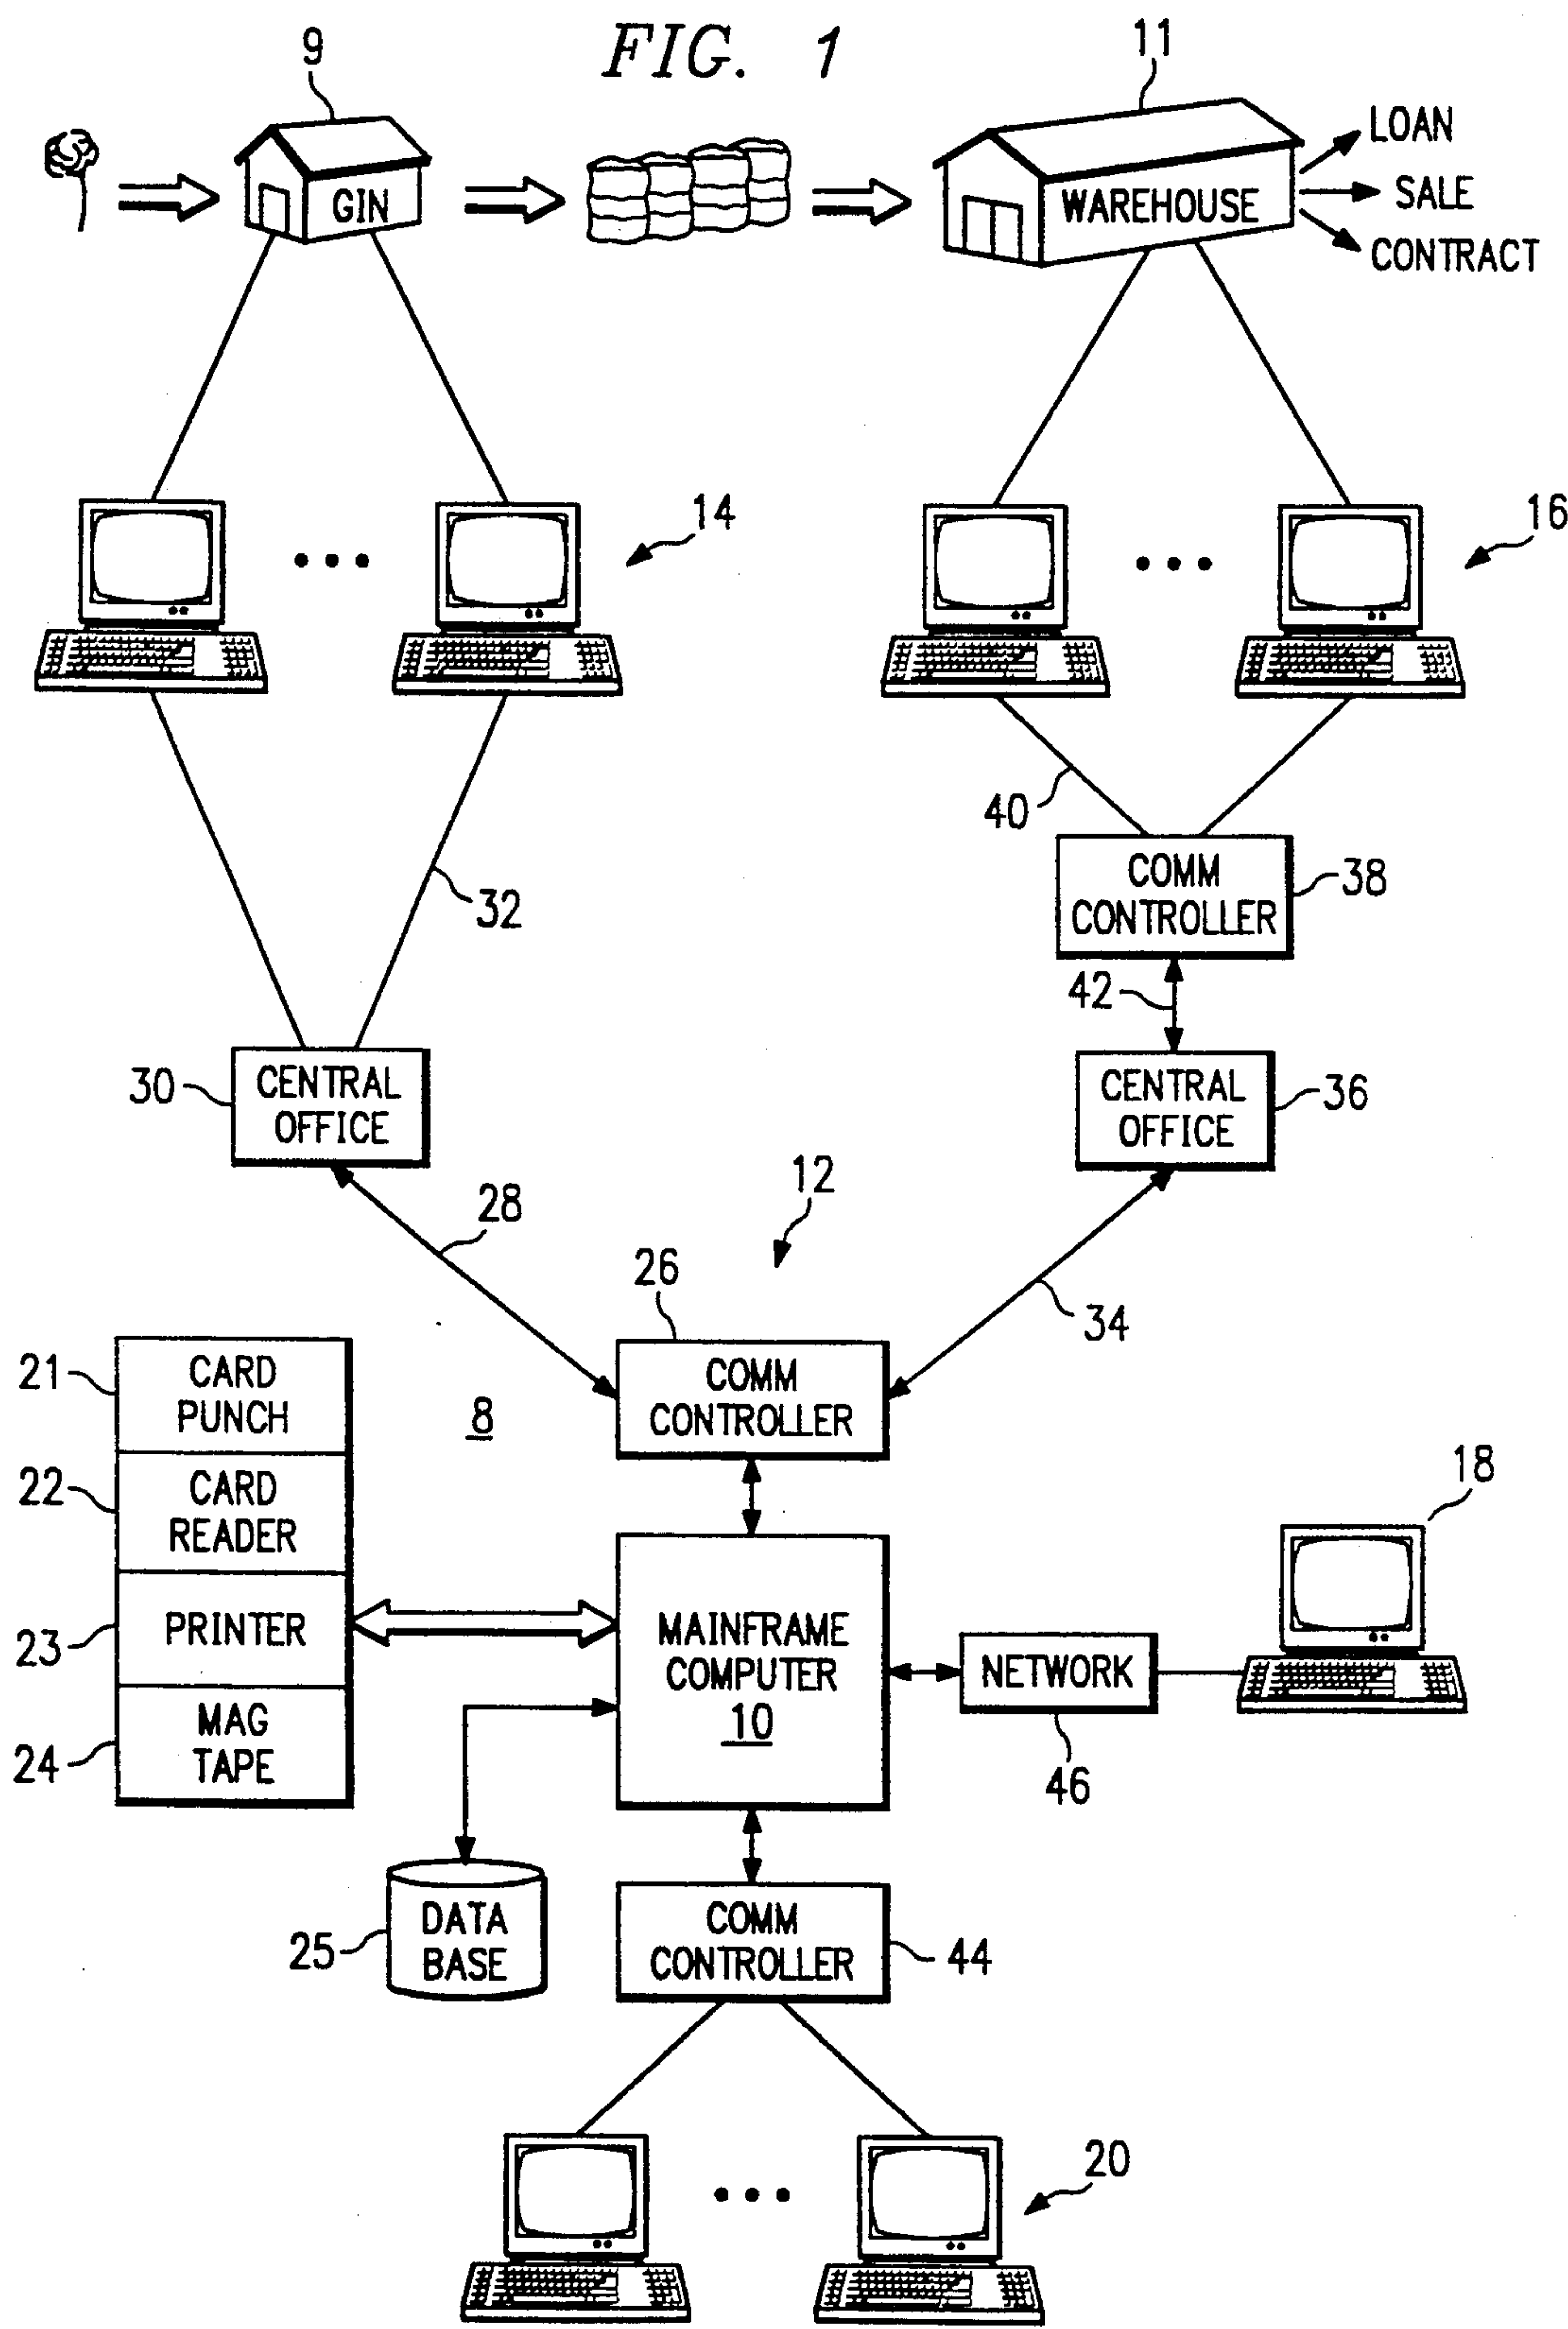 FIG. 1
9
11
GIN
WAREHOUSE
LOAN
SALE
CONTRACT
14
16
40
32
COMM
CONTROLLER
38
42
30
CENTRAL
OFFICE
CENTRAL
OFFICE
36
28
12
26
34
21
CARD
PUNCH
8
COMM
CONTROLLER
22
CARD
READER
18
23
PRINTER
MAINFRAME
COMPUTER
10
NETWORK
46
24
MAG
TAPE
25
DATA
BASE
COMM
CONTROLLER
44
20